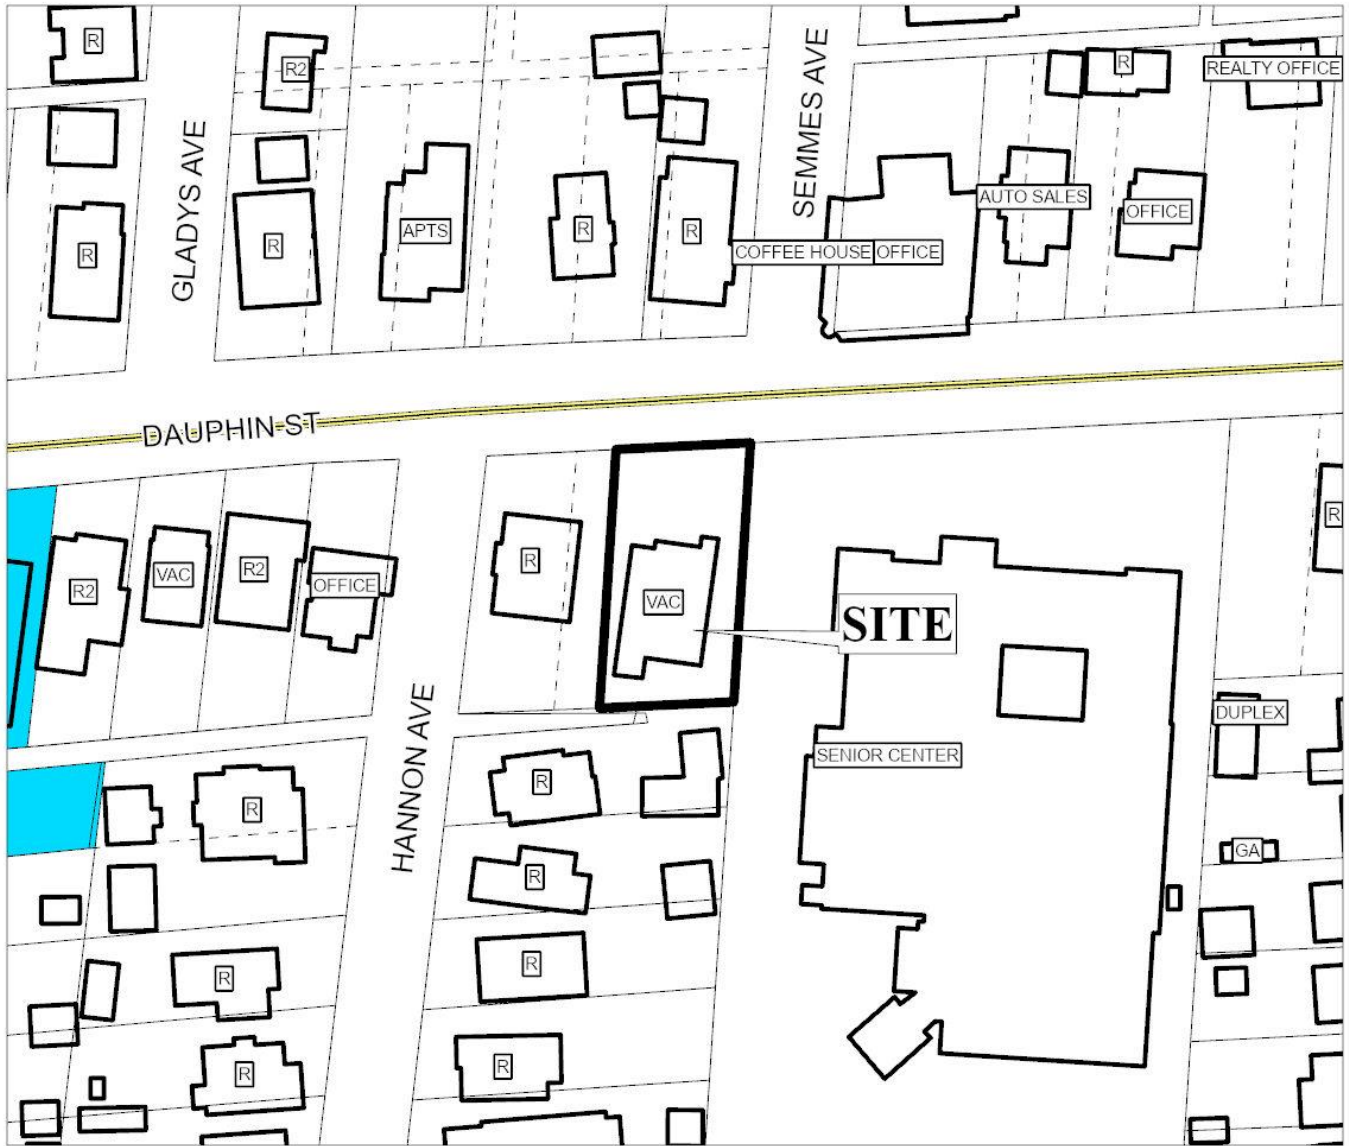 R
R2
R
REALTY OFFICE
GLADYS AVE
SEMMES AVE
R
R
APTS
R
R
AUTO SALES
OFFICE
COFFEE HOUSE
OFFICE
DAUPHIN ST
R2
VAC
R2
OFFICE
R
VAC
SITE
R
HANNON AVE
SENIOR CENTER
DUPLEX
R
R
GA
R
R
R
R
R